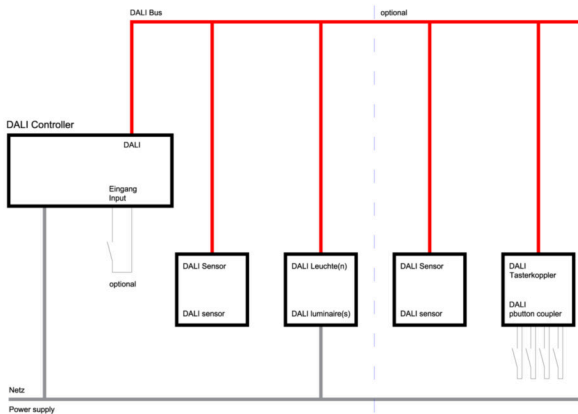 DALI Bus
optional
DALI Controller
DALI
Eingang
Input
optional
DALI Sensor
DALI sensor
DALI Leuchte(n)
DALI luminaire(s)
DALI Sensor
DALI sensor
DALI
Tasterkoppler
DALI
pbutton coupler
Netz
Power supply